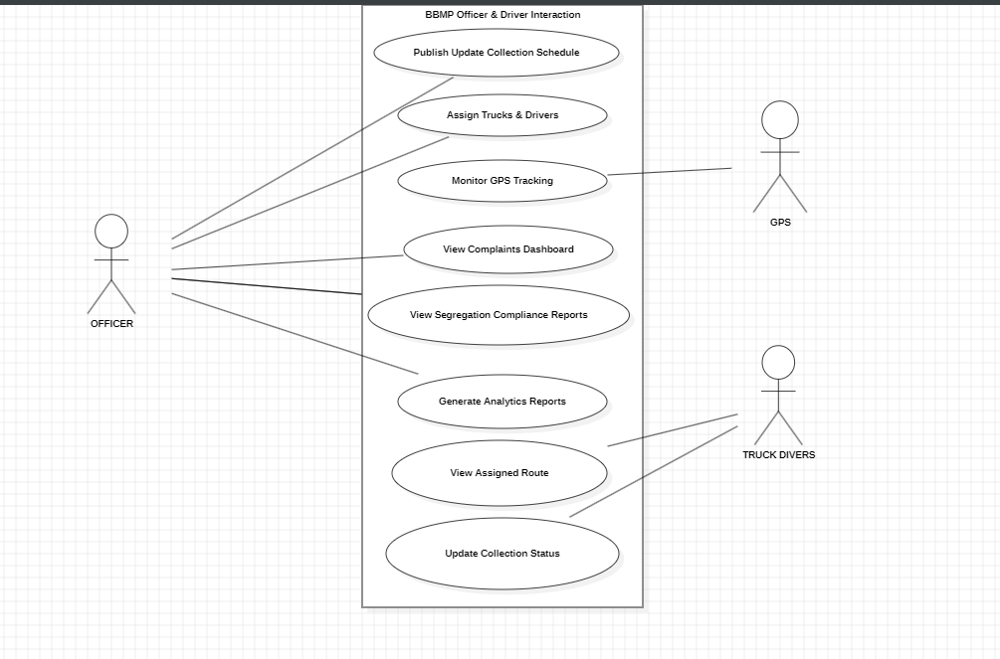 BBMP Officer & Driver Interaction
Publish Update Collection Schedule
Assign Trucks & Drivers
Monitor GPS Tracking
GPS
View Complaints Dashboard
View Segregation Compliance Reports
OFFICER
Generate Analytics Reports
TRUCK DIVERS
View Assigned Route
Update Collection Status